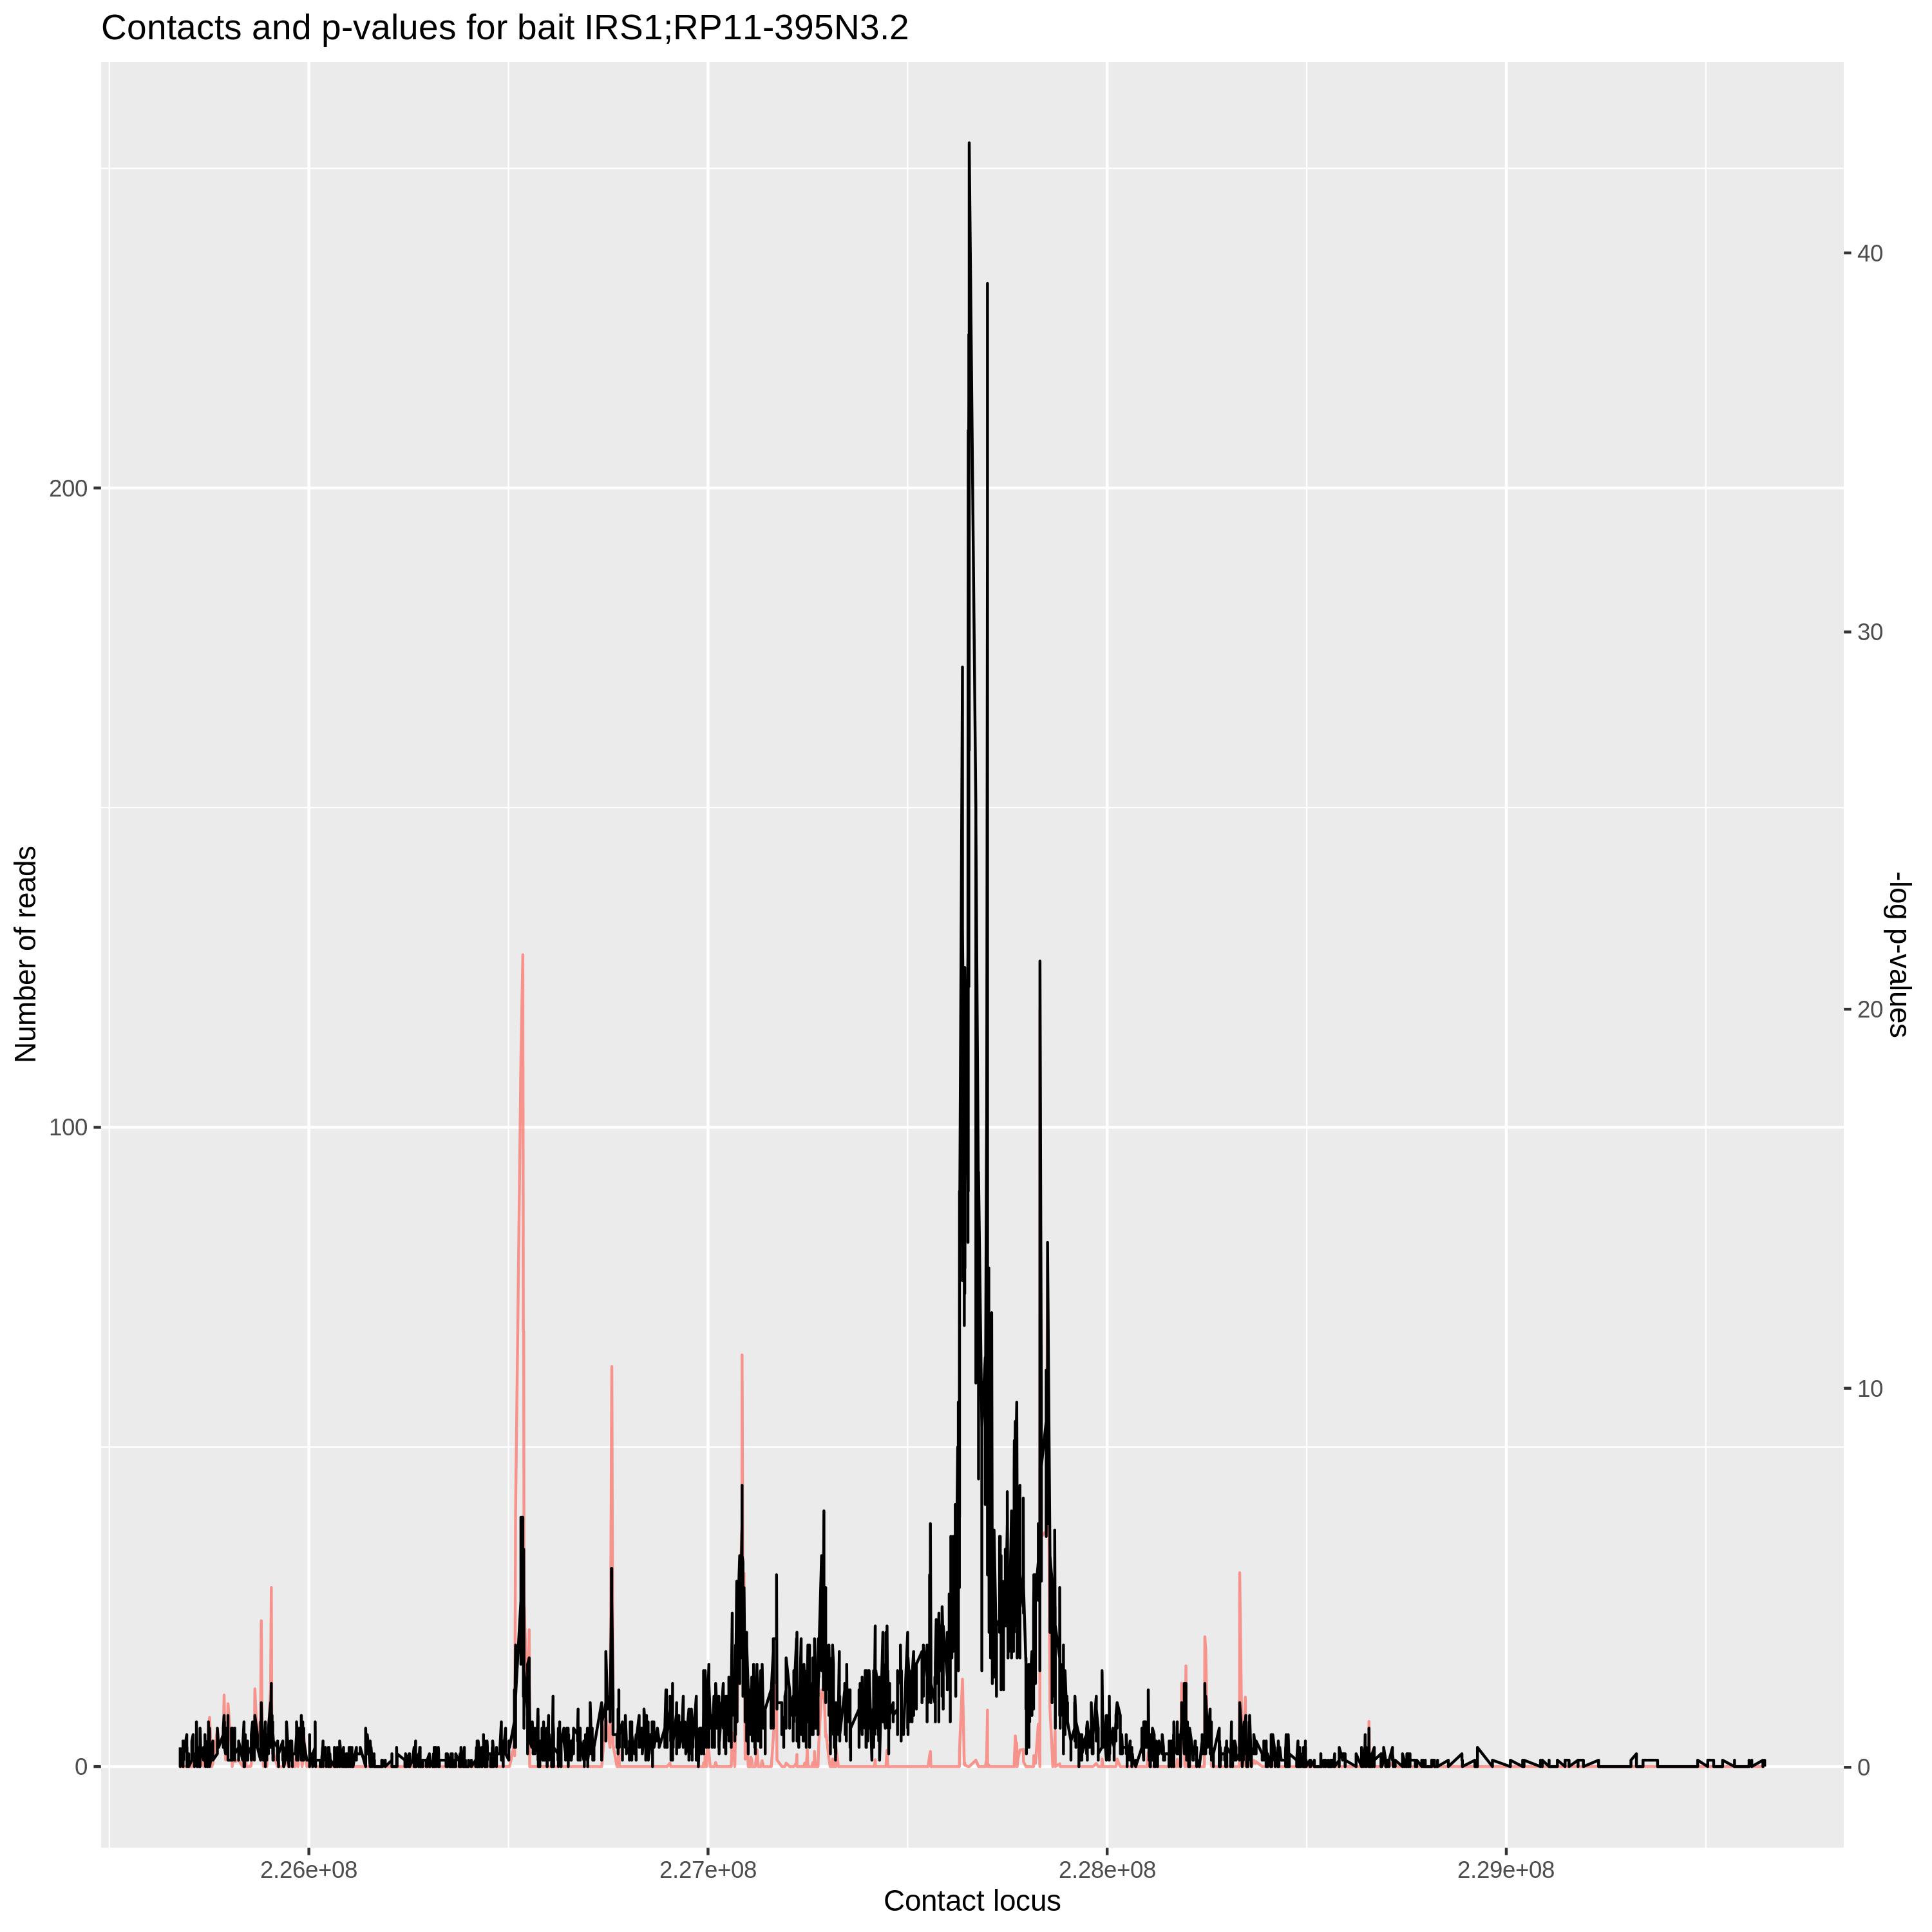 Contacts and p-values for bait IRS1;RP11-395N3.2
200
100
0
Number of reads
40
30
20
10
0
-log p-values
2.26e+08
2.27e+08
2.28e+08
2.29e+08
Contact locus